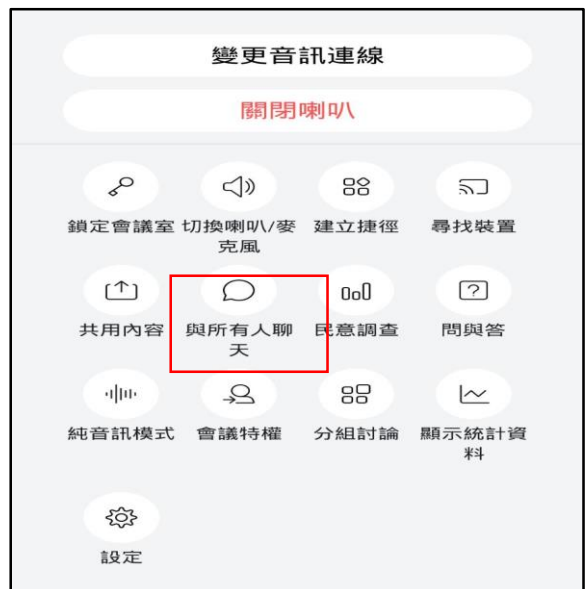 變更音訊連線
關閉喇叭
鎖定會議室 切換喇叭/麥克風 建立捷徑 尋找裝置
共用內容 與所有人聊天 民意調查 問與答
純音訊模式 會議特權 分組討論 顯示統計資料
設定